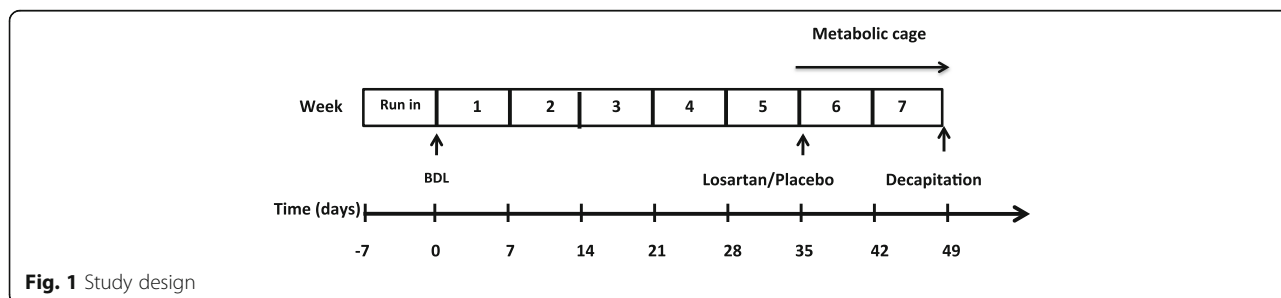 Metabolic cage
Week Run in 1 2 3 4 5 6 7
BDL Losartan/Placebo Decapitation
Time (days)
-7 0 7 14 21 28 35 42 49
Fig. 1 Study design